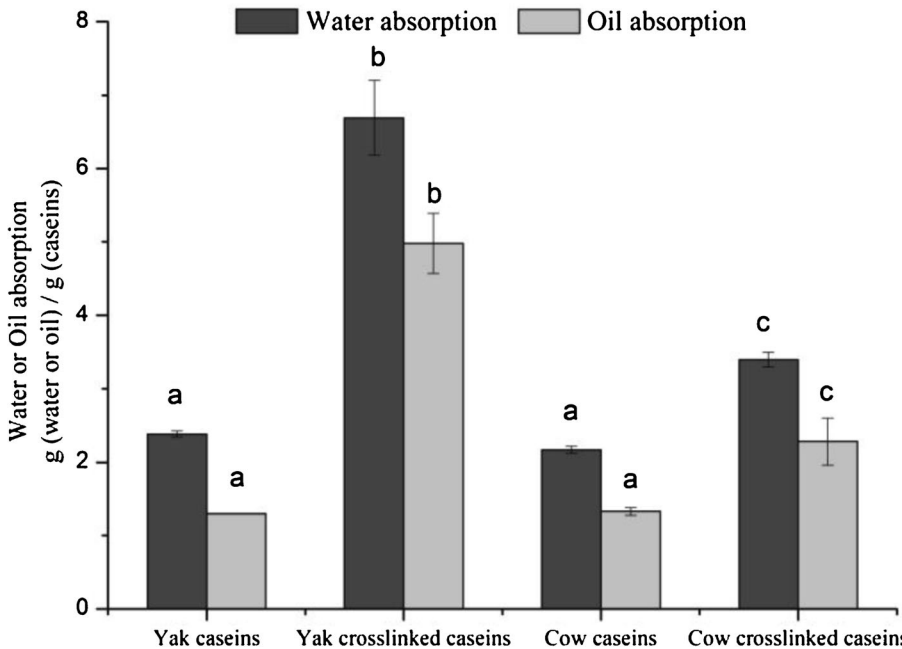 Water absorption Oil absorption
Water or Oil absorption
g (water or oil) / g (caseins)
8
6
4
2
0
a
a
b
b
a
a
c
c
Yak caseins Yak crosslinked caseins Cow caseins Cow crosslinked caseins